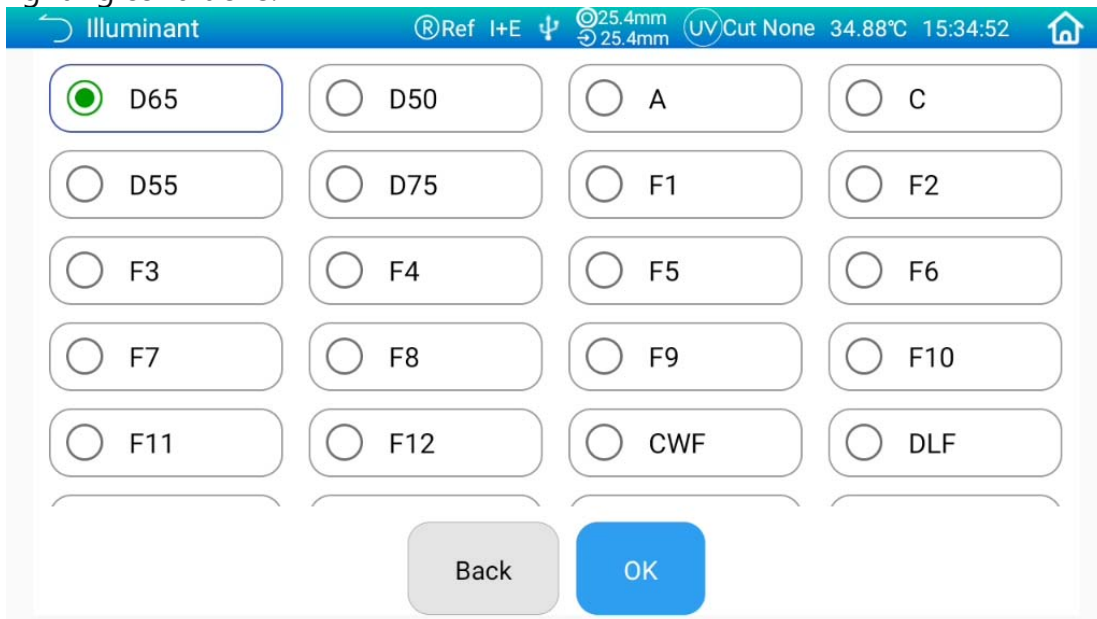 Illuminant ®Ref I+E 25.4mm 25.4mm UV Cut None 34.88℃ 15:34:52
D65 D50 A C
D55 D75 F1 F2
F3 F4 F5 F6
F7 F8 F9 F10
F11 F12 CWF DLF
Back OK